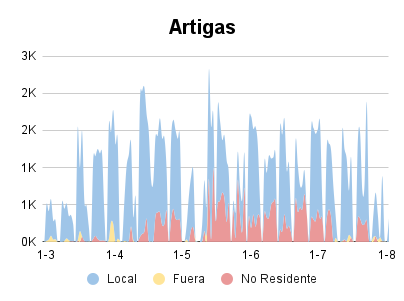 Artigas
3K
2K
2K
1K
1K
0K
1-3 1-4 1-5 1-6 1-7 1-8
Local Fuera No Residente